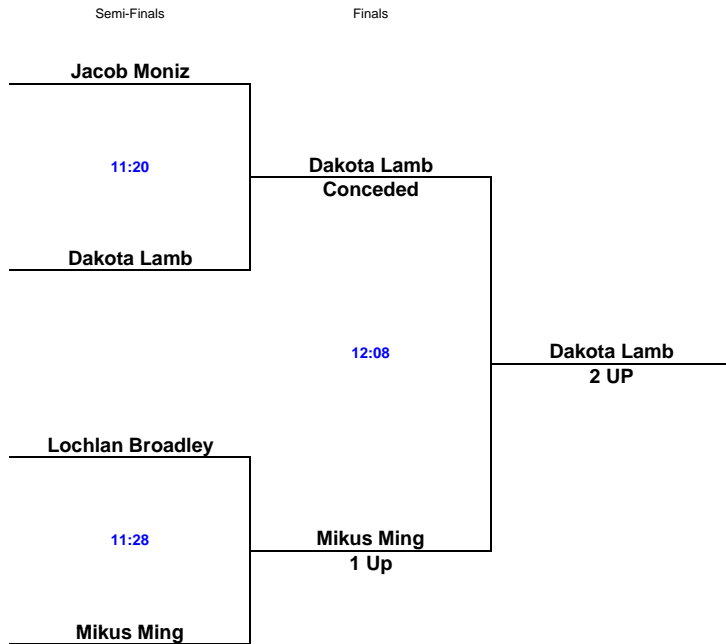 Semi-Finals Finals
Jacob Moniz
11:20
Dakota Lamb
Conceded
Dakota Lamb
12:08
Dakota Lamb
2 UP
Lochlan Broadley
11:28
Mikus Ming
1 Up
Mikus Ming